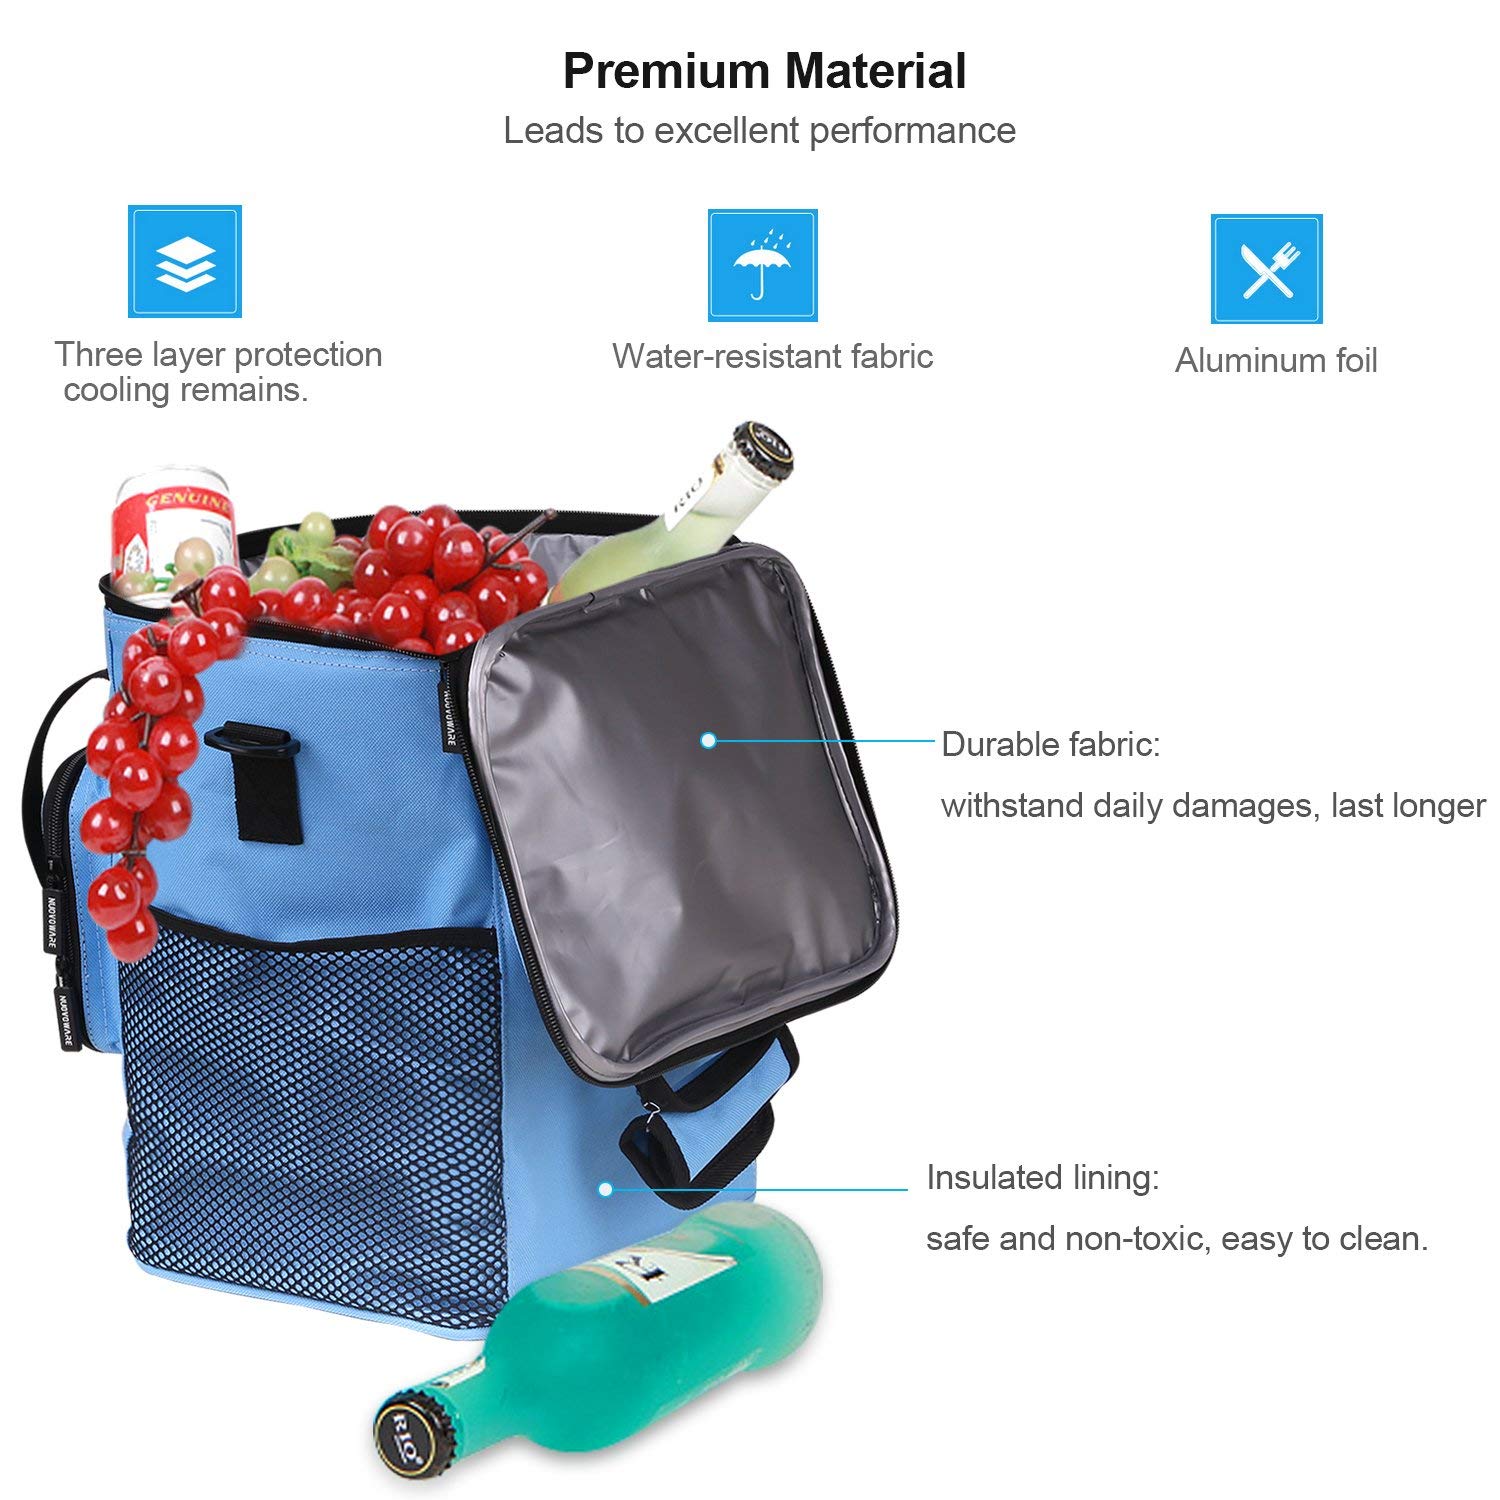 Premium Material
Leads to excellent performance
Three layer protection
cooling remains.
Water-resistant fabric
Aluminum foil
GENUINE
RIO
RIO
NUOVOWARE
Durable fabric:
withstand daily damages, last longer
NUOVOWARE
NUOVOWARE
Insulated lining:
safe and non-toxic, easy to clean.
RIO